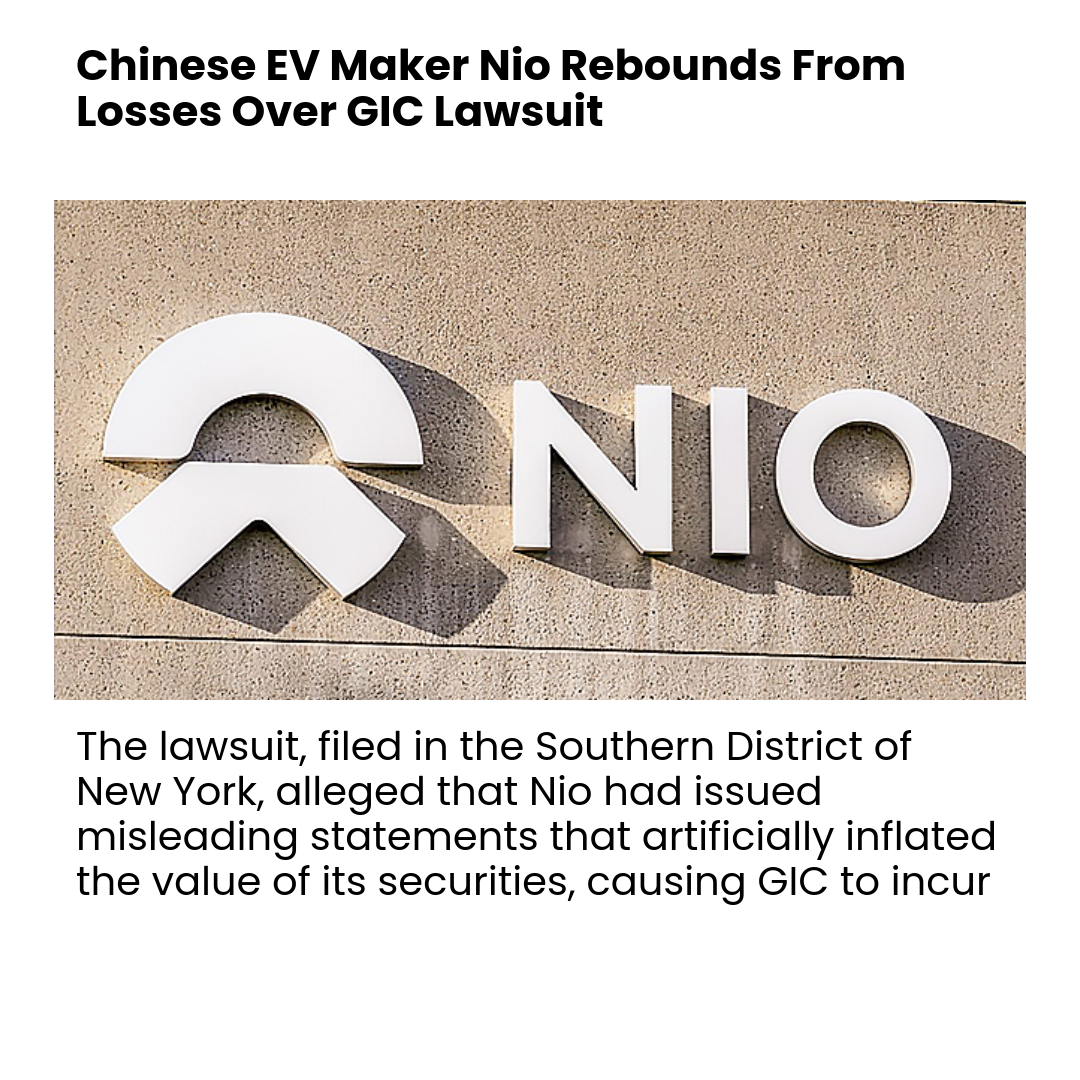 Chinese EV Maker Nio Rebounds From
Losses Over GIC Lawsuit
NIO
The lawsuit, filed in the Southern District of
New York, alleged that Nio had issued
misleading statements that artificially inflated
the value of its securities, causing GIC to incur